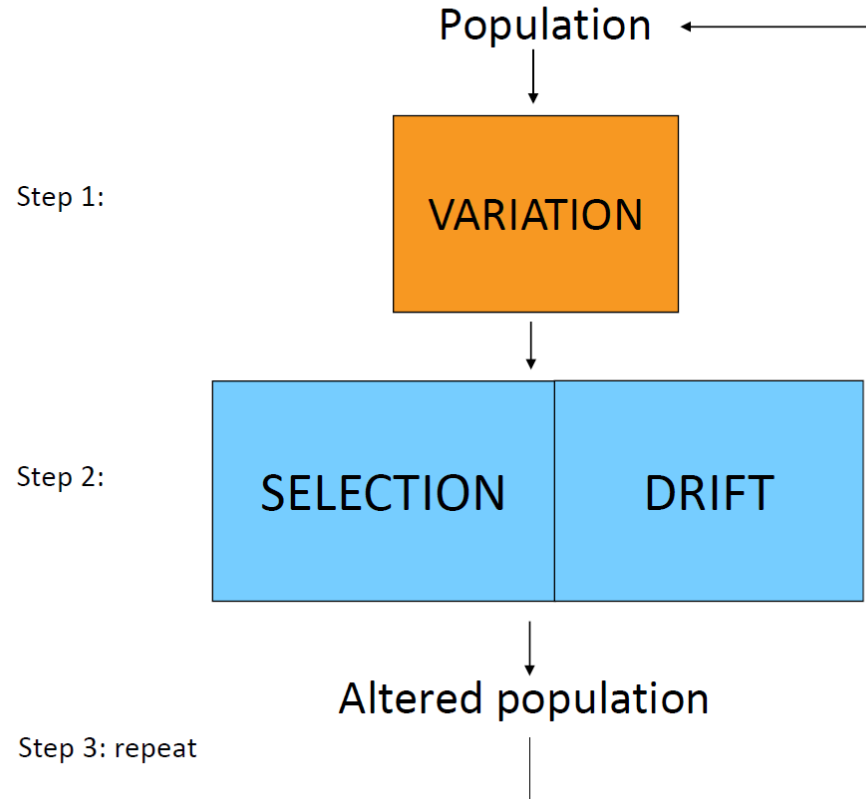 Population
Step 1:
VARIATION
Step 2:
SELECTION
DRIFT
Altered population
Step 3: repeat